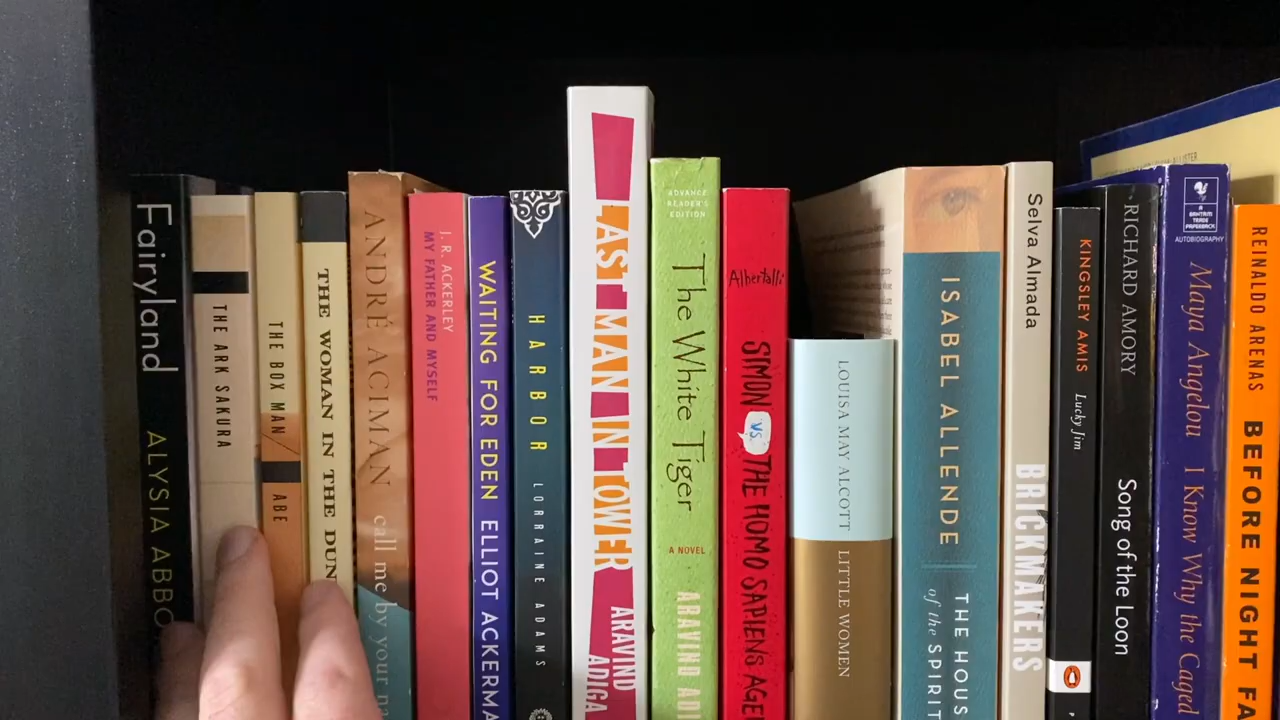 Fairyland
ALYSIA ABBO
THE ARK SAKURA
THE BOX MAN
ABE
THE WOMAN IN THE DUN
ANDRÉ ACIMAN
call me by your na
J. R. ACKERLEY
MY FATHER AND MYSELF
WAITING FOR EDEN ELLIOT ACKERMA
HARBOR
LORRAINE ADAMS
LAST MAN IN TOWER
ARAVIND
ADIGA
ADVANCE
READER'S
EDITION
The White Tiger
A NOVEL
ARAVIND ADI
Albertalli
SIMON VS. THE HOMO SAPIENS AGE
LOUISA MAY ALCOTT
LITTLE WOMEN
ISABEL ALLENDE
THE HOUS
of the SPIRIT
Selva Almada
BRICKMAKERS
KINGSLEY AMIS
Lucky Jim
RICHARD AMORY
Song of the Loon
A
BANTAM
TRADE
PAPERBACK
AUTOBIOGRAPHY
Maya Angelou
I Know Why the Caged
REINALDO ARENAS
BEFORE NIGHT FA